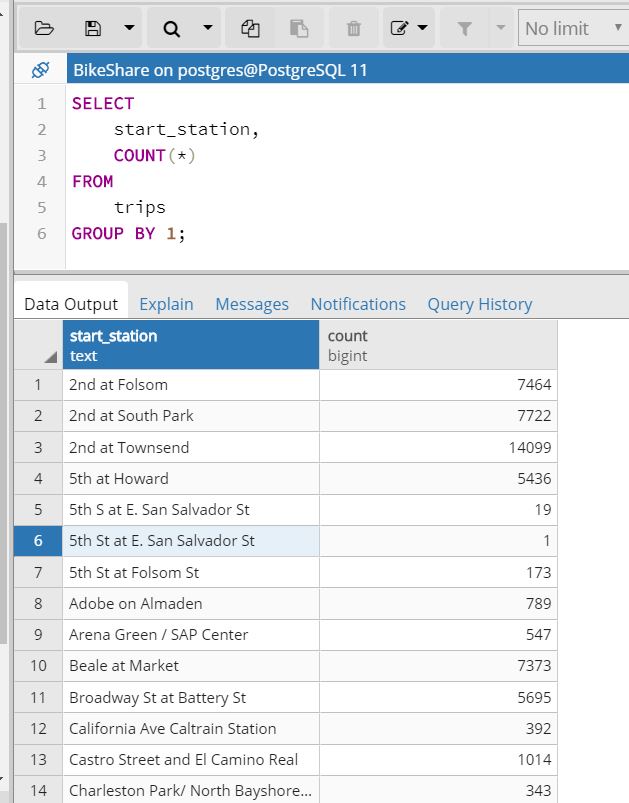 No limit
BikeShare on postgres@PostgreSQL 11
1 SELECT
2 start_station,
3 COUNT(*)
4 FROM
5 trips
6 GROUP BY 1;
Data Output Explain Messages Notifications Query History
start_station count
text bigint
1 2nd at Folsom 7464
2 2nd at South Park 7722
3 2nd at Townsend 14099
4 5th at Howard 5436
5 5th S at E. San Salvador St 19
6 5th St at E. San Salvador St 1
7 5th St at Folsom St 173
8 Adobe on Almaden 789
9 Arena Green / SAP Center 547
10 Beale at Market 7373
11 Broadway St at Battery St 5695
12 California Ave Caltrain Station 392
13 Castro Street and El Camino Real 1014
14 Charleston Park/ North Bayshore... 343